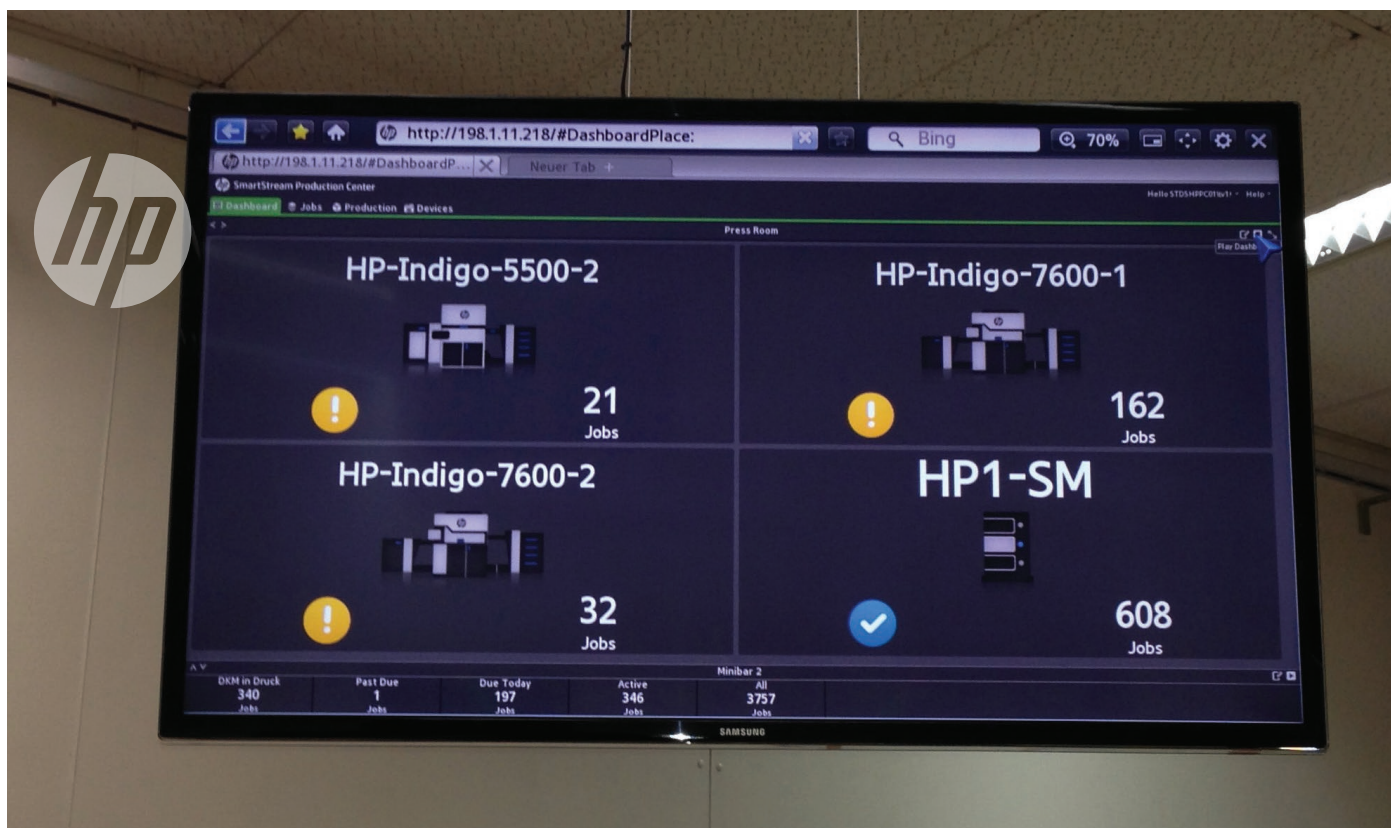 hp
http://198.1.11.218/#DashboardPlace:
Bing
70%
http://198.1.11.218/#DashboardP...
Neuer Tab +
SmartStream Production Center
Help
Dashboard Jobs Production Devices
< >
Press Room
Play Dashb
HP-Indigo-5500-2
21
Jobs
HP-Indigo-7600-1
162
Jobs
HP-Indigo-7600-2
32
Jobs
HP1-SM
608
Jobs
Minibar 2
DKM in Druck Past Due Due Today Active All
340 1 197 346 3757
Jobs Jobs Jobs Jobs Jobs
SAMSUNG